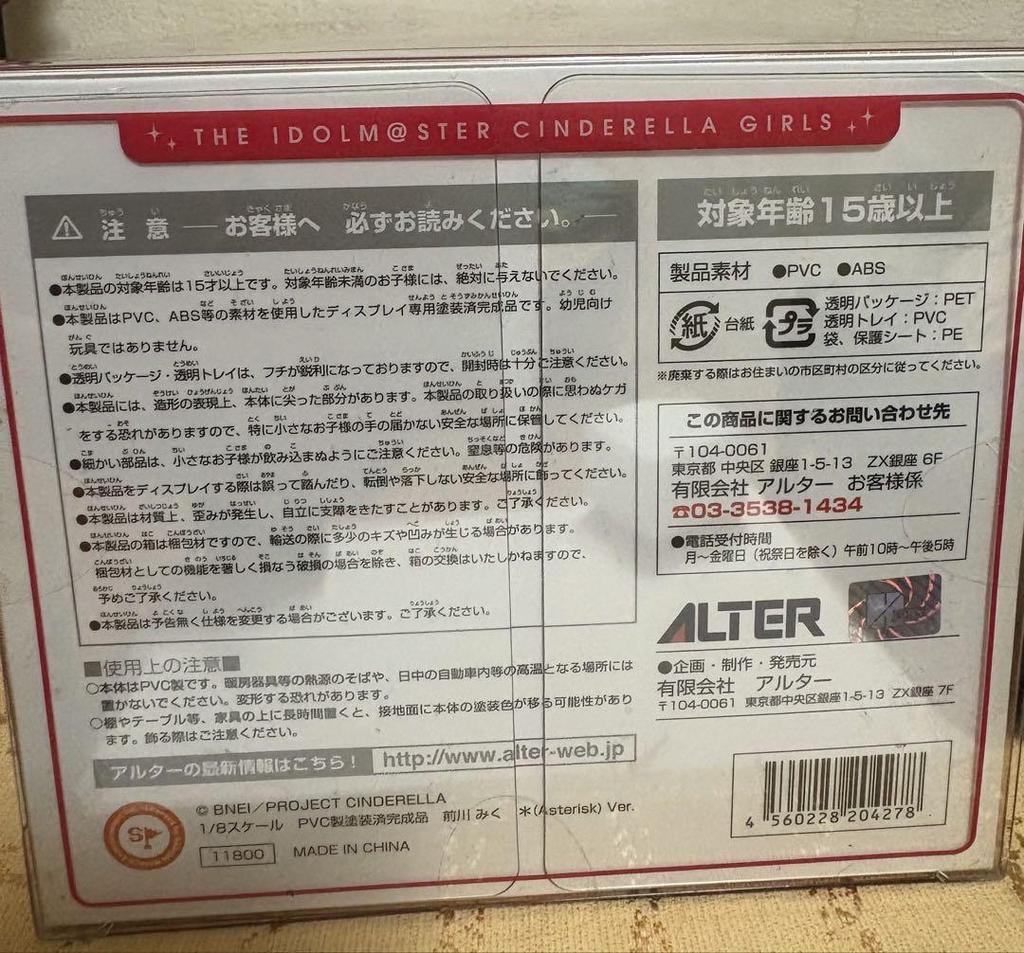 THE IDOLM@STER CINDERELLA GIRLS
⚠ 注意 — お客様へ 必ずお読みください。—
●本製品の対象年齢は15才以上です。対象年齢未満のお子様には、絶対に与えないでください。
●本製品はPVC、ABS等の素材を使用したディスプレイ専用塗装済完成品です。幼児向け
玩具ではありません。
●透明パッケージ・透明トレイは、フチが鋭利になっておりますので、開封時は十分ご注意ください。
●本製品には、造形の表現上、本体に尖った部分があります。本製品の取り扱いの際に思わぬケガ
をする恐れがありますので、特に小さなお子様の手の届かない安全な場所に保管してください。
●細かい部品は、小さなお子様が飲み込まぬようにご注意ください。窒息等の危険があります。
●本製品をディスプレイする際は誤って踏んだり、転倒や落下しない安全な場所に飾ってください。
●本製品は材質上、歪みが発生し、自立に支障をきたすことがあります。ご了承ください。
●本製品の箱は梱包材ですので、輸送の際に多少のキズや凹みが生じる場合があります。
梱包材としての機能を著しく損なう破損の場合を除き、箱の交換はいたしかねますので、
予めご了承ください。
●本製品は予告無く仕様を変更する場合がございます。ご了承ください。
■使用上の注意■
○本体はPVC製です。暖房器具等の熱源のそばや、日中の自動車内等の高温となる場所には
置かないでください。変形する恐れがあります。
○棚やテーブル等、家具の上に長時間置くと、接地面に本体の塗装色が移る可能性があり
ます。飾る際はご注意ください。
アルターの最新情報はこちら! http://www.alter-web.jp
© BNEI/PROJECT CINDERELLA
1/8スケール PVC製塗装済完成品 前川 みく ＊(Asterisk) Ver.
11800 MADE IN CHINA
対象年齢15歳以上
製品素材 ●PVC ●ABS
紙 台紙
プラ 透明パッケージ:PET
透明トレイ:PVC
袋、保護シート:PE
※廃棄する際はお住まいの市区町村の区分に従ってください。
この商品に関するお問い合わせ先
〒104-0061
東京都 中央区 銀座1-5-13 ZX銀座 6F
有限会社 アルター お客様係
☎03-3538-1434
●電話受付時間
月～金曜日（祝祭日を除く）午前10時～午後5時
ALTER
●企画・制作・発売元
有限会社 アルター
〒104-0061 東京都中央区銀座1-5-13 ZX銀座 7F
4 560228 204278